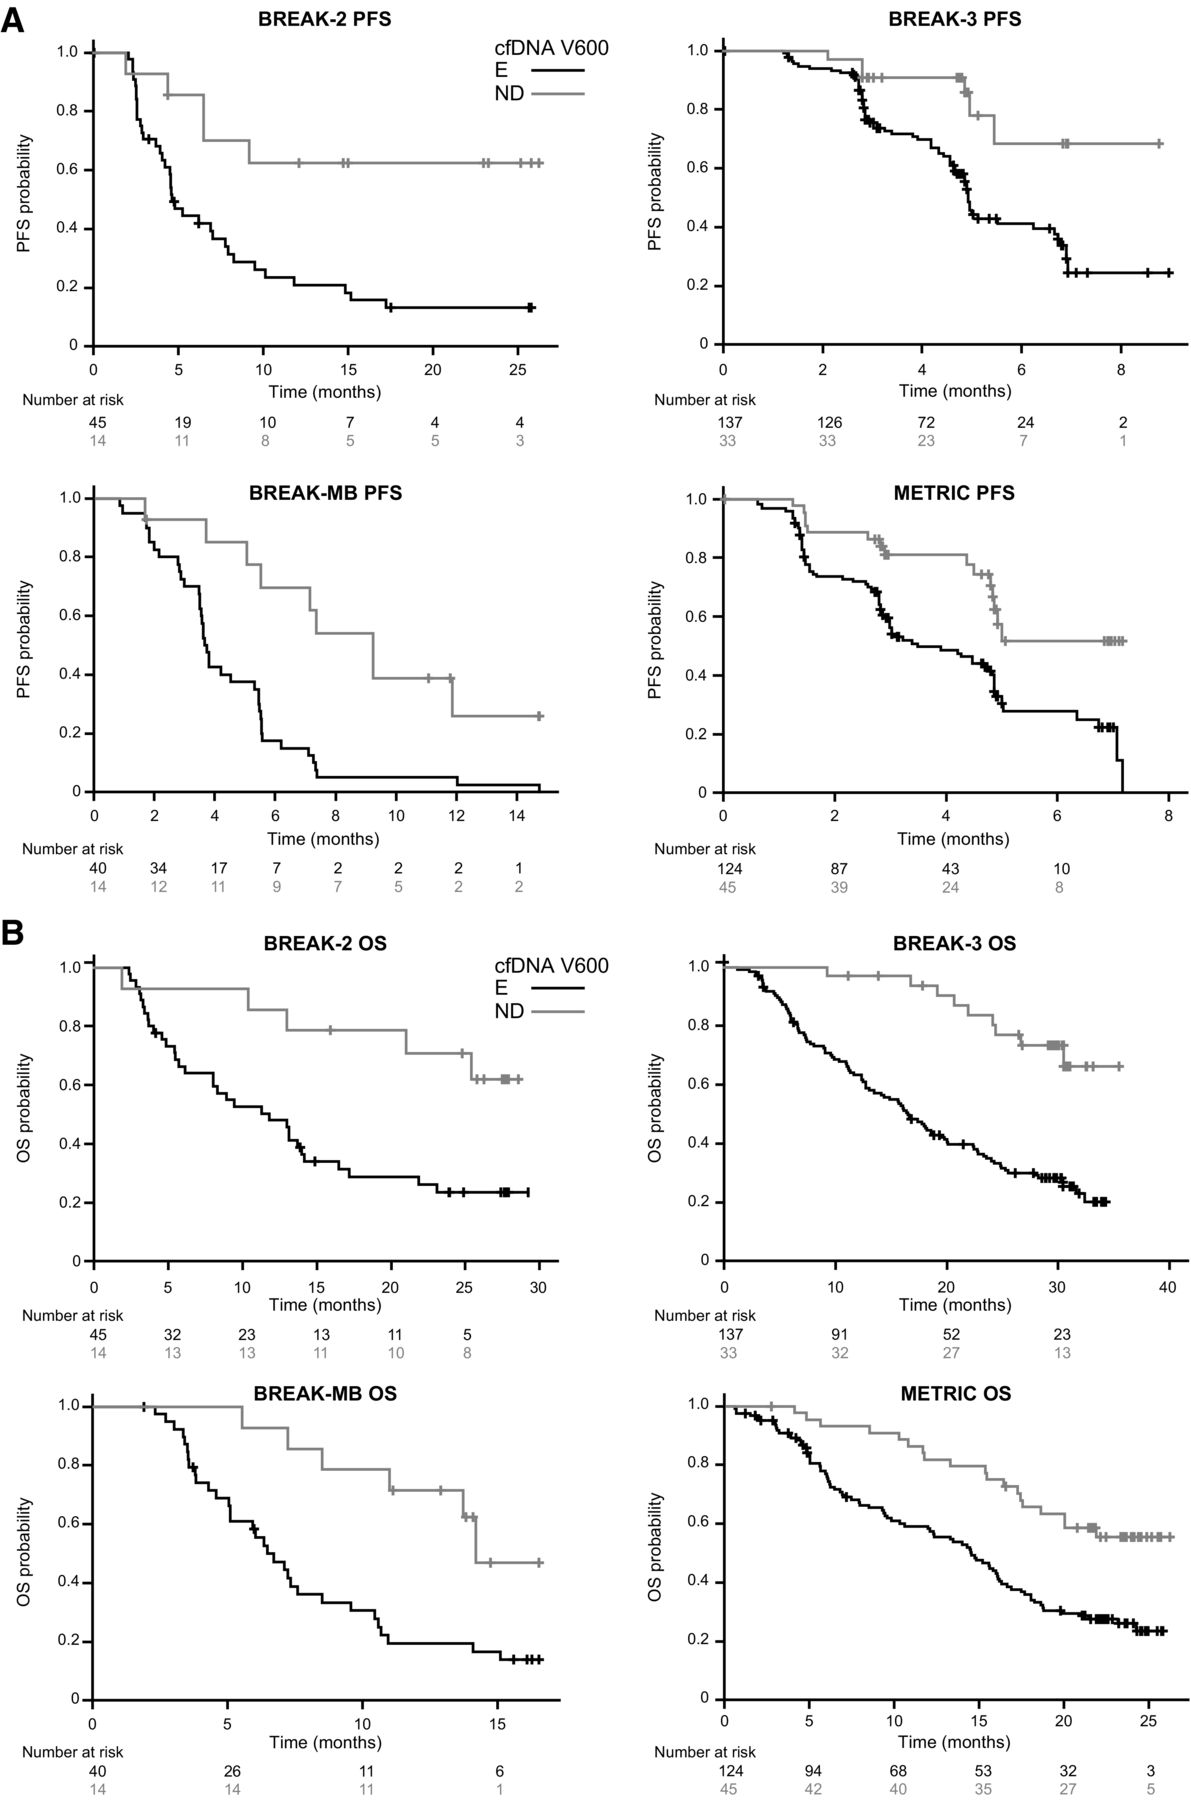 A
BREAK-2 PFS
cfDNA V600
E
ND
1.0
0.8
0.6
0.4
0.2
0
PFS probability
0 5 10 15 20 25
Time (months)
Number at risk
45 19 10 7 4 4
14 11 8 5 5 3
BREAK-3 PFS
1.0
0.8
0.6
0.4
0.2
0
PFS probability
0 2 4 6 8
Time (months)
Number at risk
137 126 72 24 2
33 33 23 7 1
BREAK-MB PFS
1.0
0.8
0.6
0.4
0.2
0
PFS probability
0 2 4 6 8 10 12 14
Time (months)
Number at risk
40 34 17 7 2 2 2 1
14 12 11 9 7 5 2 2
METRIC PFS
1.0
0.8
0.6
0.4
0.2
0
PFS probability
0 2 4 6 8
Time (months)
Number at risk
124 87 43 10
45 39 24 8
B
BREAK-2 OS
cfDNA V600
E
ND
1.0
0.8
0.6
0.4
0.2
0
OS probability
0 5 10 15 20 25 30
Time (months)
Number at risk
45 32 23 13 11 5
14 13 13 11 10 8
BREAK-3 OS
1.0
0.8
0.6
0.4
0.2
0
OS probability
0 10 20 30 40
Time (months)
Number at risk
137 91 52 23
33 32 27 13
BREAK-MB OS
1.0
0.8
0.6
0.4
0.2
0
OS probability
0 5 10 15
Time (months)
Number at risk
40 26 11 6
14 14 11 1
METRIC OS
1.0
0.8
0.6
0.4
0.2
0
OS probability
0 5 10 15 20 25
Time (months)
Number at risk
124 94 68 53 32 3
45 42 40 35 27 5